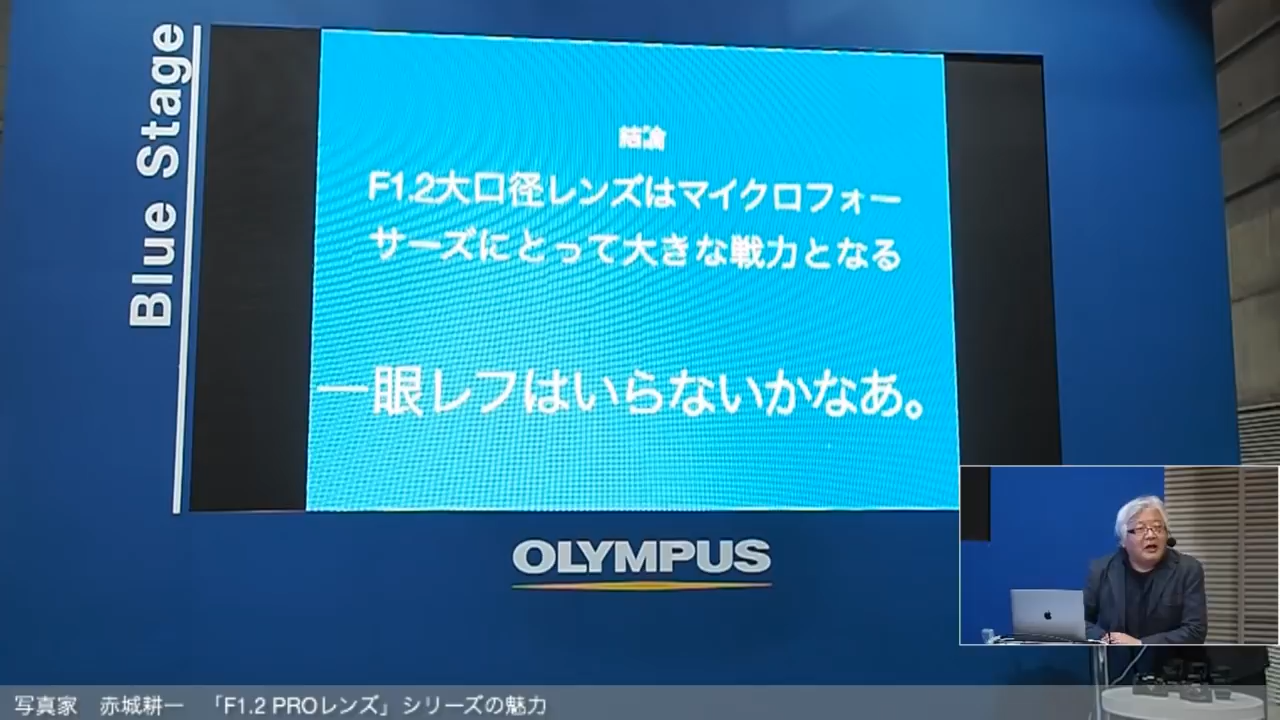 Blue Stage
結論
F1.2大口径レンズはマイクロフォー
サーズにとって大きな戦力となる
一眼レフはいらないかなあ。
OLYMPUS
写真家 赤城耕一 「F1.2 PROレンズ」シリーズの魅力